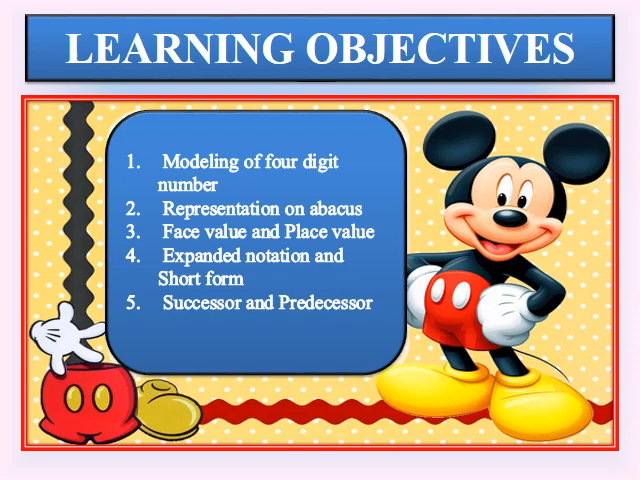 LEARNING OBJECTIVES
1. Modeling of four digit
number
2. Representation on abacus
3. Face value and Place value
4. Expanded notation and
Short form
5. Successor and Predecessor